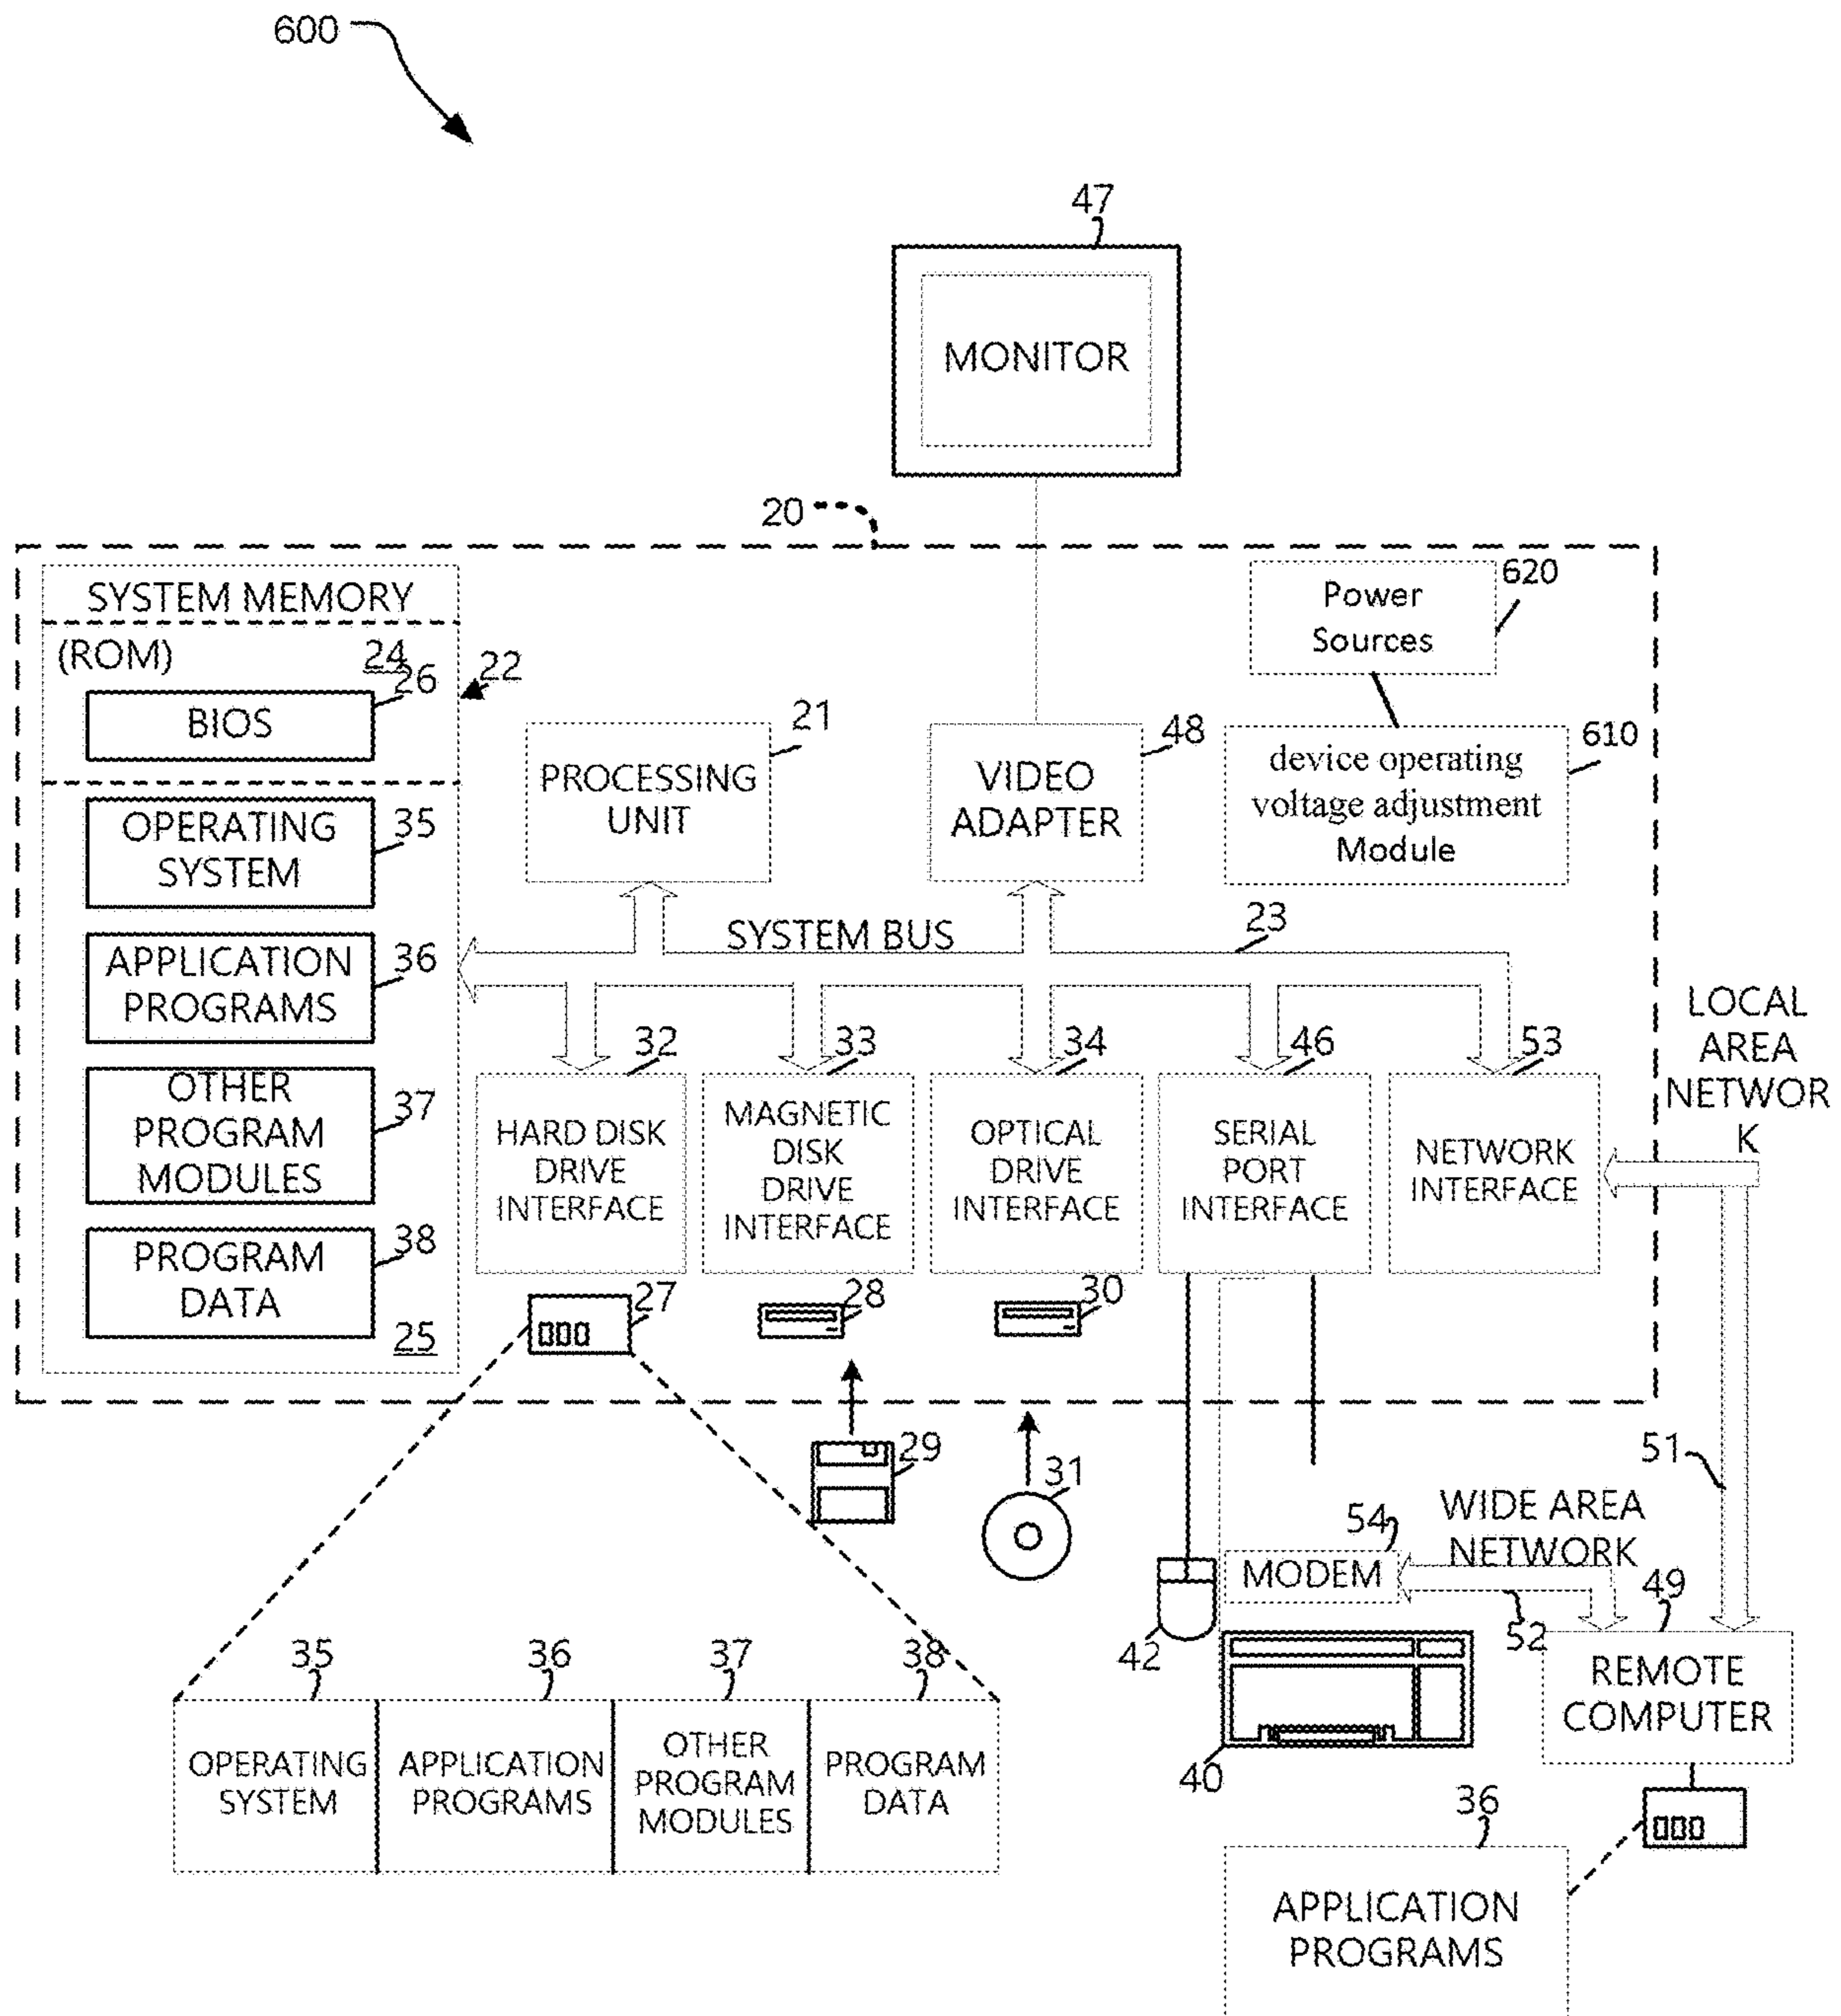 600
47
MONITOR
20
SYSTEM MEMORY
(ROM) 24
26
22
BIOS
OPERATING
SYSTEM
35
APPLICATION
PROGRAMS
36
OTHER
PROGRAM
MODULES
37
PROGRAM
DATA
38
25
21
PROCESSING
UNIT
48
VIDEO
ADAPTER
620
Power
Sources
610
device operating
voltage adjustment
Module
SYSTEM BUS
23
32
HARD DISK
DRIVE
INTERFACE
33
MAGNETIC
DISK
DRIVE
INTERFACE
34
OPTICAL
DRIVE
INTERFACE
46
SERIAL
PORT
INTERFACE
53
NETWORK
INTERFACE
LOCAL
AREA
NETWOR
K
27
28
30
29
31
51
54
WIDE AREA
NETWORK
MODEM
52
49
42
REMOTE
COMPUTER
40
35
36
37
38
OPERATING
SYSTEM
APPLICATION
PROGRAMS
OTHER
PROGRAM
MODULES
PROGRAM
DATA
36
APPLICATION
PROGRAMS